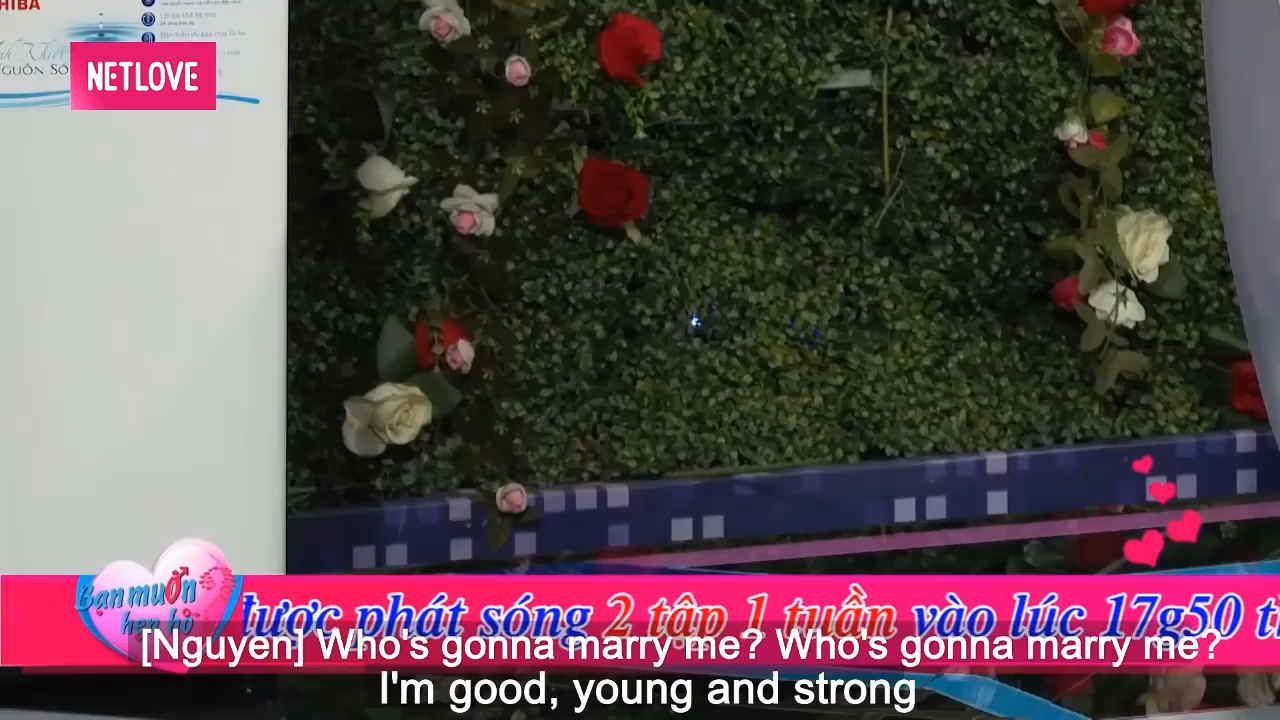 HIBA
NETLOVE
Bạn muốn
hẹn hò
được phát sóng 2 tập 1 tuần vào lúc 17g50 t
[Nguyen] Who's gonna marry me? Who's gonna marry me?
I'm good, young and strong